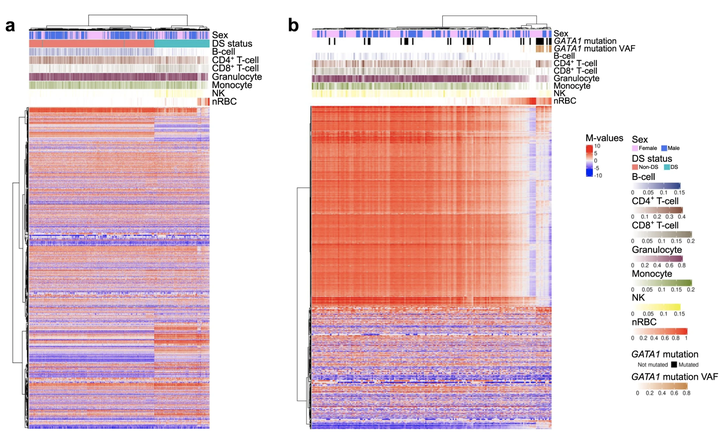 a
Sex
DS status
B-cell
CD4⁺ T-cell
CD8⁺ T-cell
Granulocyte
Monocyte
NK
nRBC
b
Sex
GATA1 mutation
GATA1 mutation VAF
B-cell
CD4⁺ T-cell
CD8⁺ T-cell
Granulocyte
Monocyte
NK
nRBC
M-values
10
5
0
-5
-10
Sex
Female Male
DS status
Non-DS DS
B-cell
0 0.05 0.1 0.15
CD4⁺ T-cell
0 0.1 0.2 0.3 0.4
CD8⁺ T-cell
0 0.05 0.1 0.15 0.2
Granulocyte
0 0.2 0.4 0.6 0.8
Monocyte
0 0.05 0.1 0.15 0.2
NK
0 0.05 0.1 0.15
nRBC
0 0.2 0.4 0.6 0.8 1
GATA1 mutation
Not mutated Mutated
GATA1 mutation VAF
0 0.2 0.4 0.6 0.8